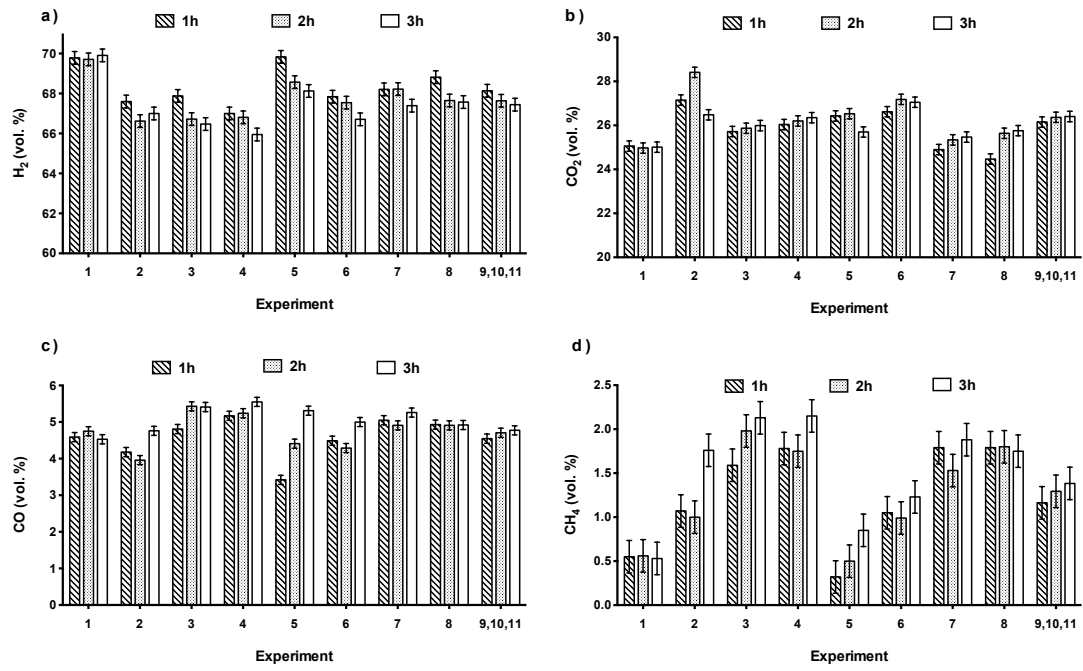 a)
1h 2h 3h
70
68
66
64
62
60
H2 (vol. %)
1 2 3 4 5 6 7 8 9,10,11
Experiment
b)
1h 2h 3h
30
28
26
24
22
20
CO2 (vol. %)
1 2 3 4 5 6 7 8 9,10,11
Experiment
c)
1h 2h 3h
6
5
4
3
2
1
0
CO (vol. %)
1 2 3 4 5 6 7 8 9,10,11
Experiment
d)
1h 2h 3h
2.5
2.0
1.5
1.0
0.5
0.0
CH4 (vol. %)
1 2 3 4 5 6 7 8 9,10,11
Experiment